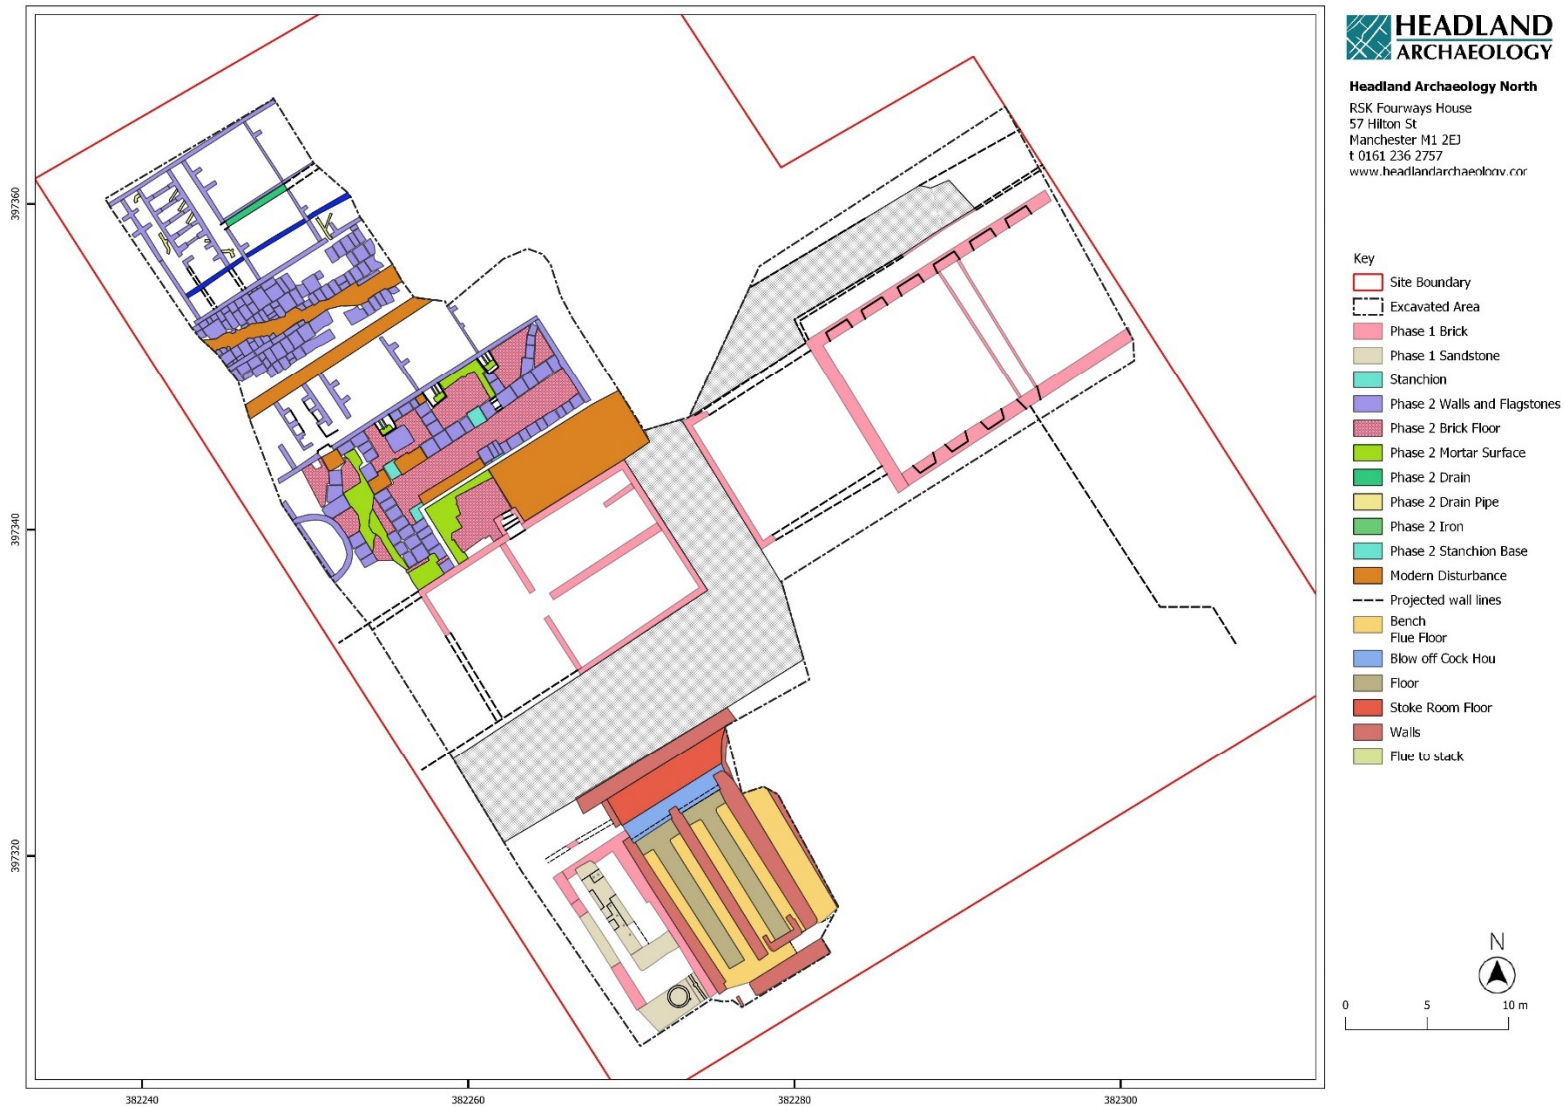 HEADLAND
ARCHAEOLOGY
Headland Archaeology North
RSK Fourways House
57 Hilton St
Manchester M1 2EJ
t 0161 236 2757
www.headlandarchaeology.cor
Key
Site Boundary
Excavated Area
Phase 1 Brick
Phase 1 Sandstone
Stanchion
Phase 2 Walls and Flagstones
Phase 2 Brick Floor
Phase 2 Mortar Surface
Phase 2 Drain
Phase 2 Drain Pipe
Phase 2 Iron
Phase 2 Stanchion Base
Modern Disturbance
Projected wall lines
Bench
Flue Floor
Blow off Cock Hou
Floor
Stoke Room Floor
Walls
Flue to stack
N
0 5 10 m
397360
397340
397320
382240 382260 382280 382300